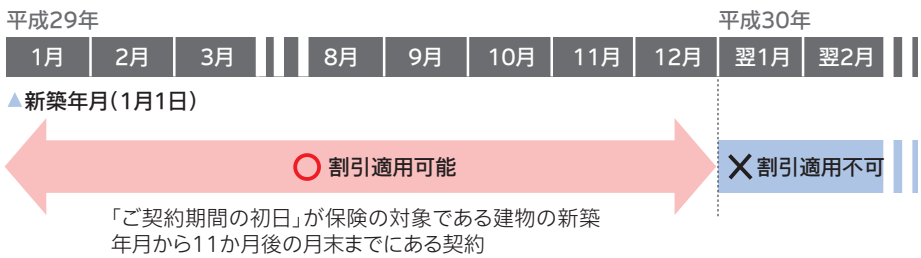 平成29年 平成30年
1月 2月 3月 8月 9月 10月 11月 12月 翌1月 翌2月
▲新築年月(1月1日)
○割引適用可能 ×割引適用不可
「ご契約期間の初日」が保険の対象である建物の新築
年月から11か月後の月末までにある契約